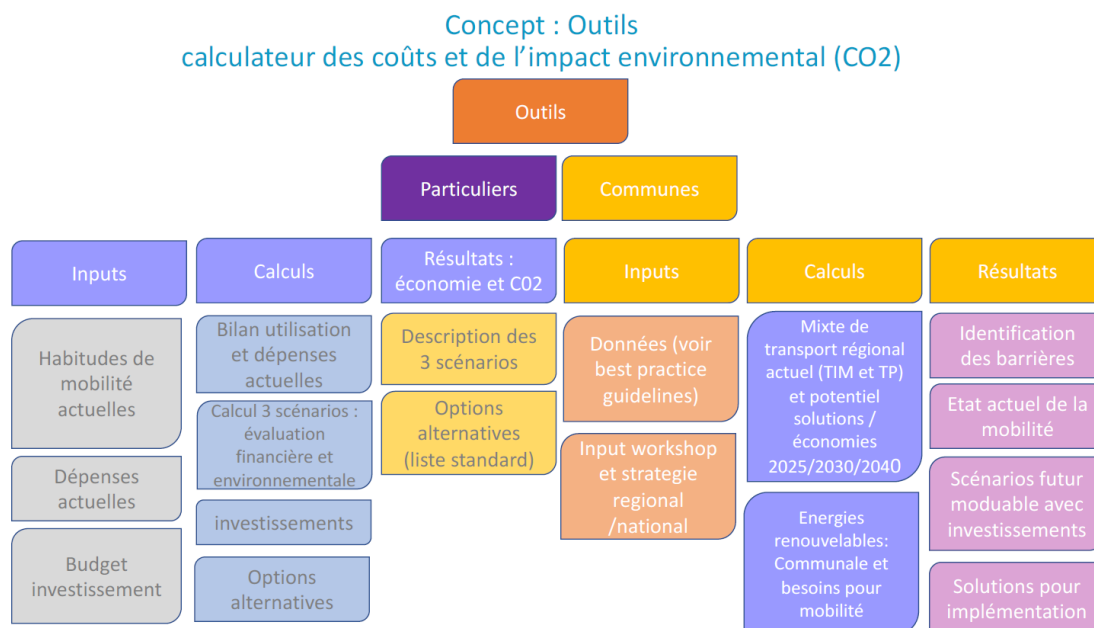 Concept : Outils
calculateur des coûts et de l’impact environnemental (CO2)
Outils
Particuliers
Communes
Inputs
Calculs
Résultats :
économie et C02
Inputs
Calculs
Résultats
Habitudes de
mobilité
actuelles
Dépenses
actuelles
Budget
investissement
Bilan utilisation
et dépenses
actuelles
Calcul 3 scénarios :
évaluation
financière et
environnementale
investissements
Options
alternatives
Description des
3 scénarios
Options
alternatives
(liste standard)
Données (voir
best practice
guidelines)
Input workshop
et strategie
regional
/national
Mixte de
transport régional
actuel (TIM et TP)
et potentiel
solutions /
économies
2025/2030/2040
Energies
renouvelables:
Communale et
besoins pour
mobilité
Identification
des barrières
Etat actuel de la
mobilité
Scénarios futur
moduable avec
investissements
Solutions pour
implémentation